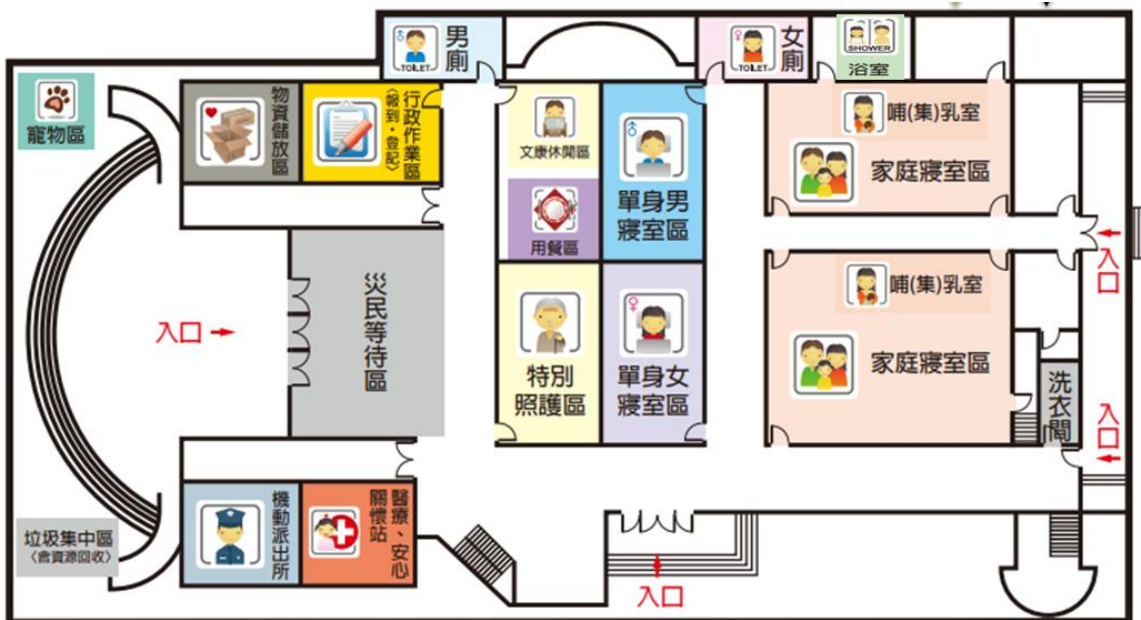 男廁
TOILET
女廁
TOILET
SHOWER
浴室
寵物區
物資儲放區
行政作業區
〈報到・登記〉
文康休閒區
單身男
寢室區
哺(集)乳室
家庭寢室區
用餐區
入口
災民等待區
入口
特別
照護區
單身女
寢室區
哺(集)乳室
家庭寢室區
洗衣間
入口
垃圾集中區
〈含資源回收〉
機動派出所
醫療、安心
關懷站
入口